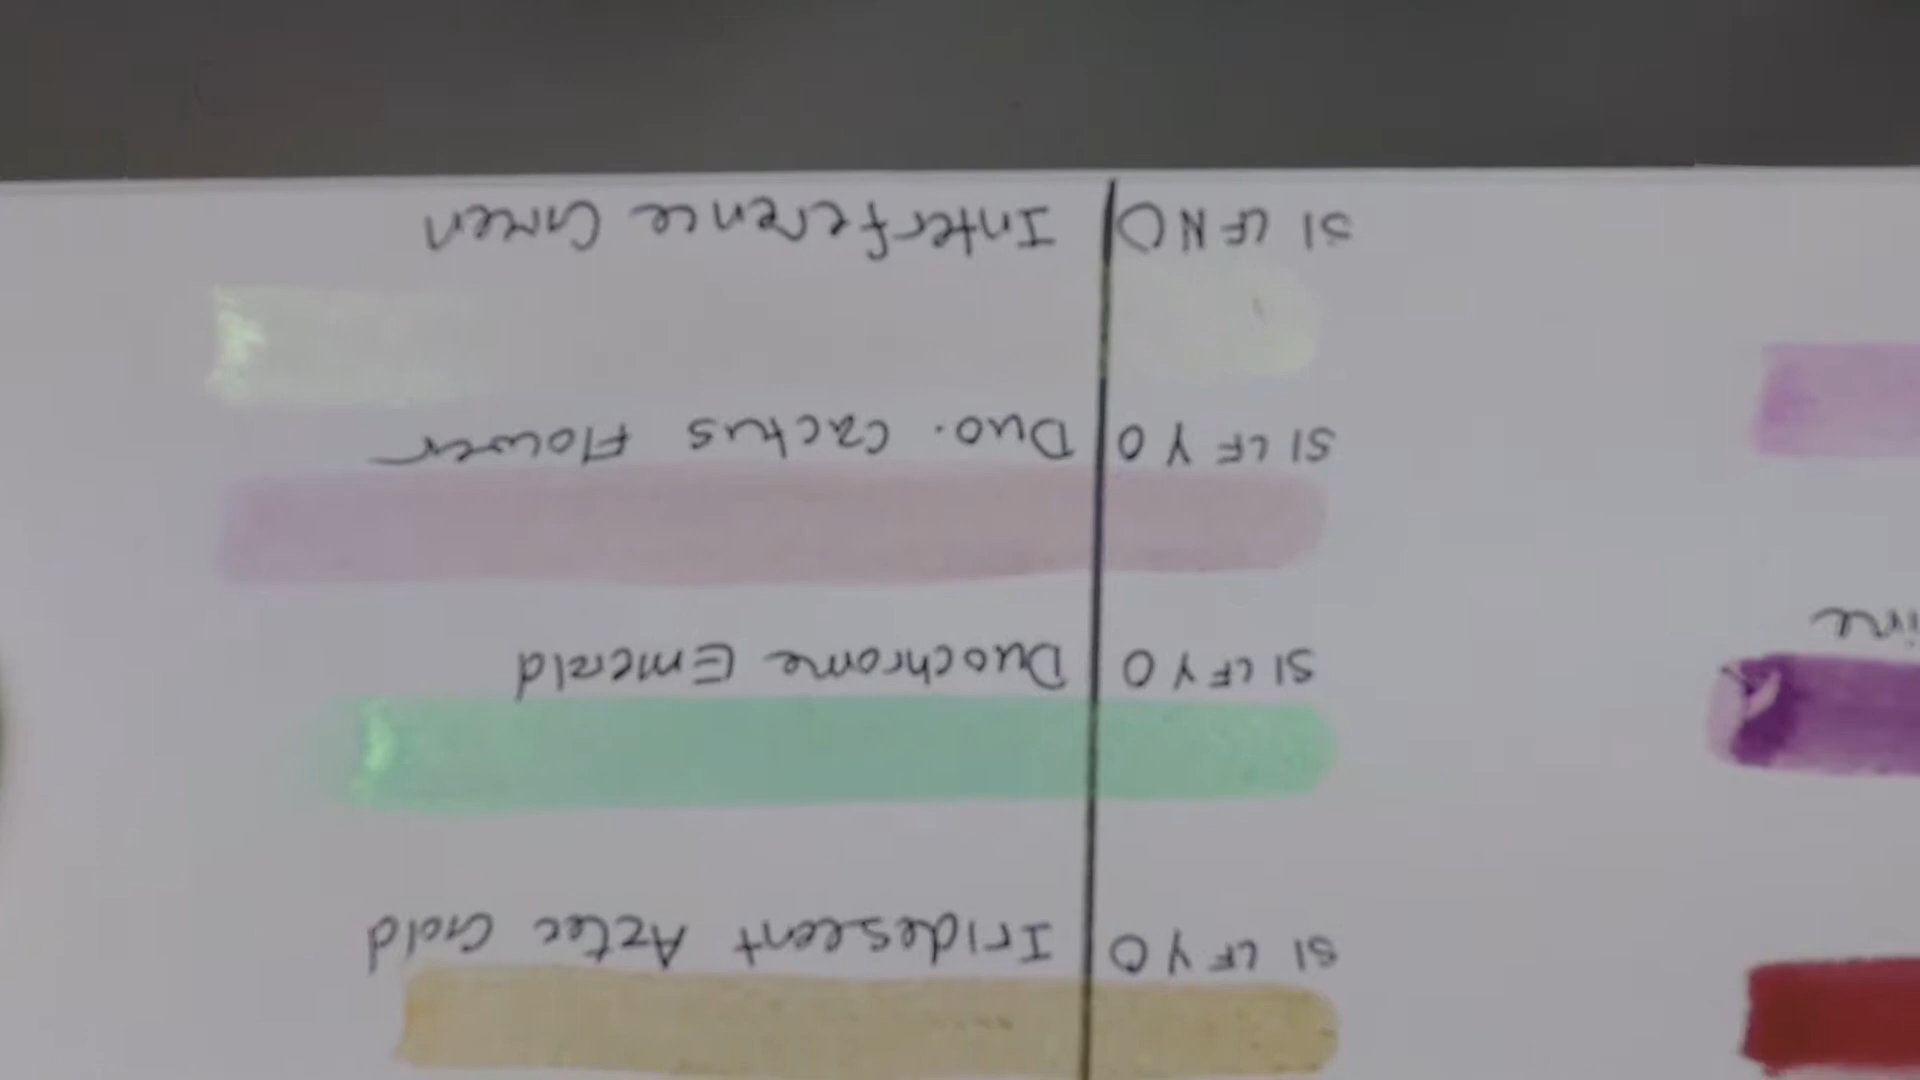 SI LF Y O Iridescent Aztec Gold
SI LF Y O Duochrome Emerald
SI LF Y O Duo. Cactus Flower
SI LF N O Interference Green